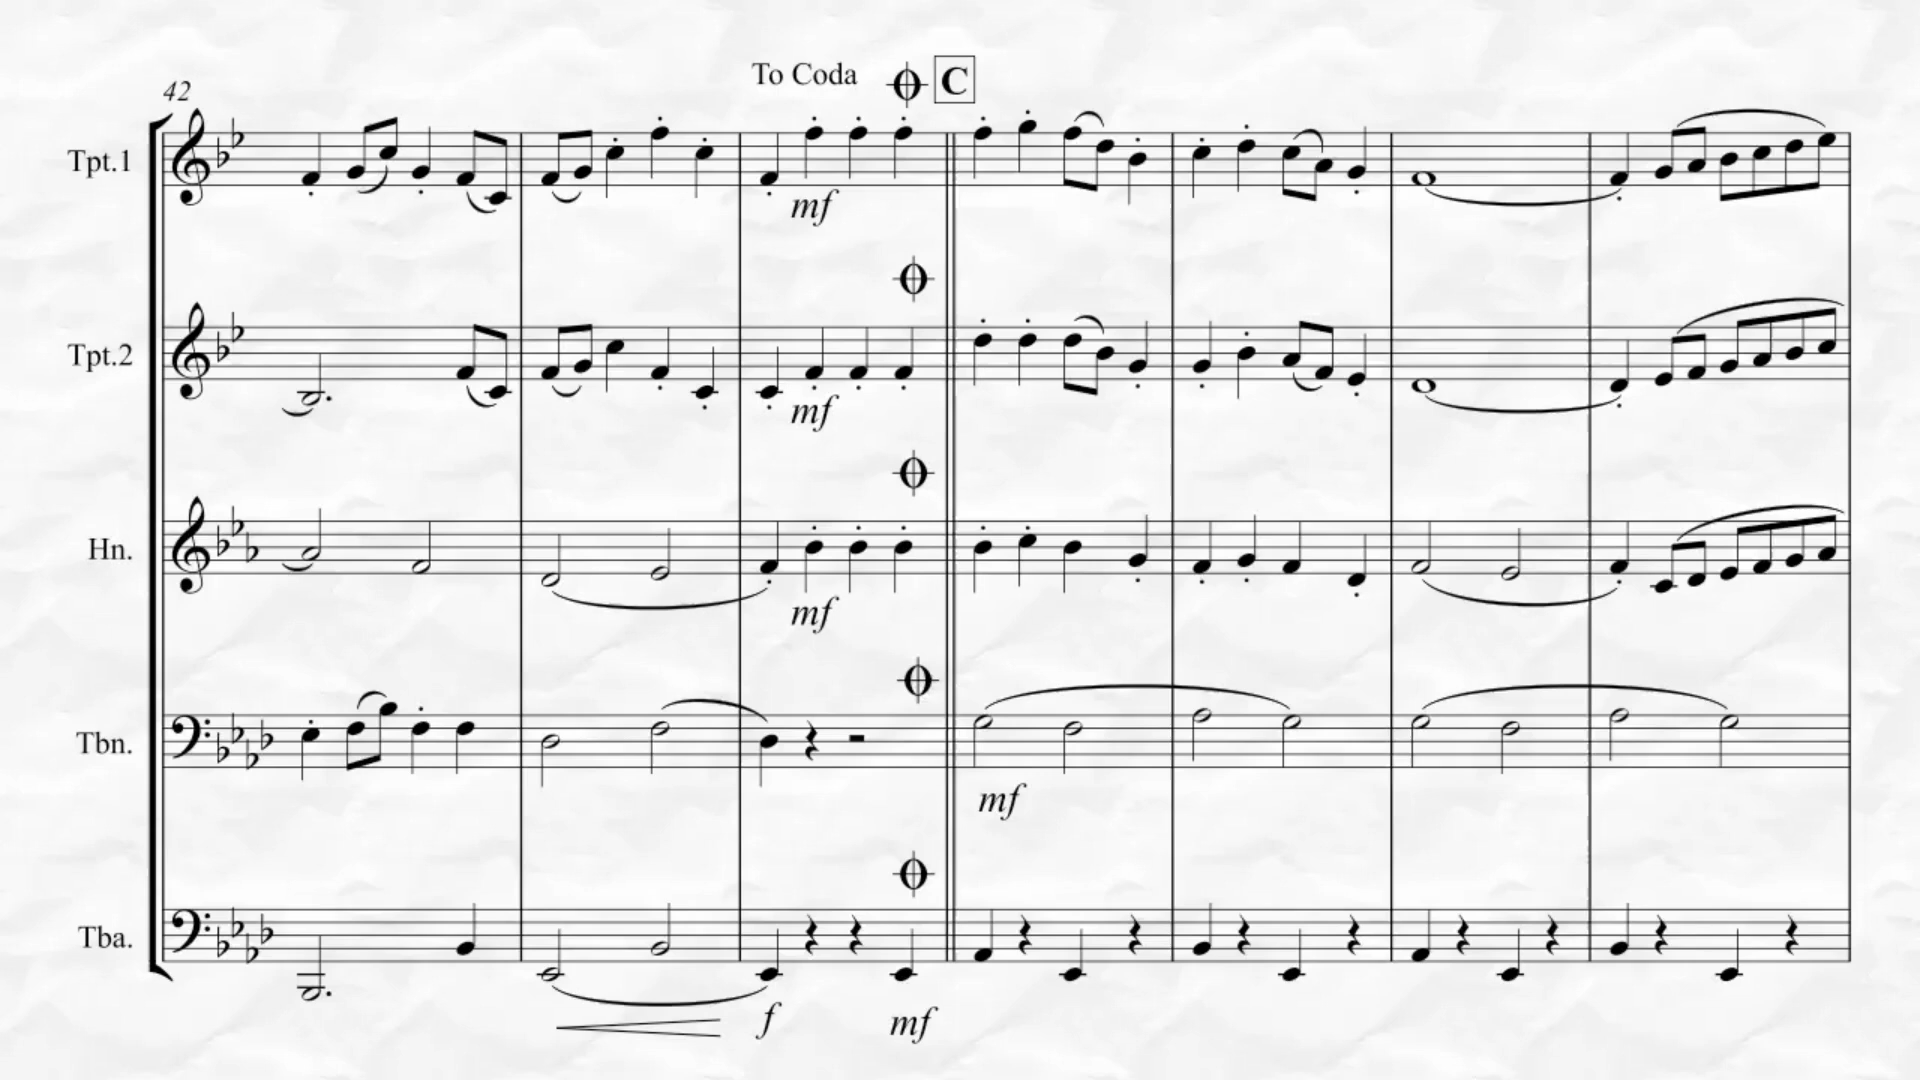 To Coda C
42
Tpt.1
mf
Tpt.2
mf
Hn.
mf
Tbn.
mf
Tba.
f mf